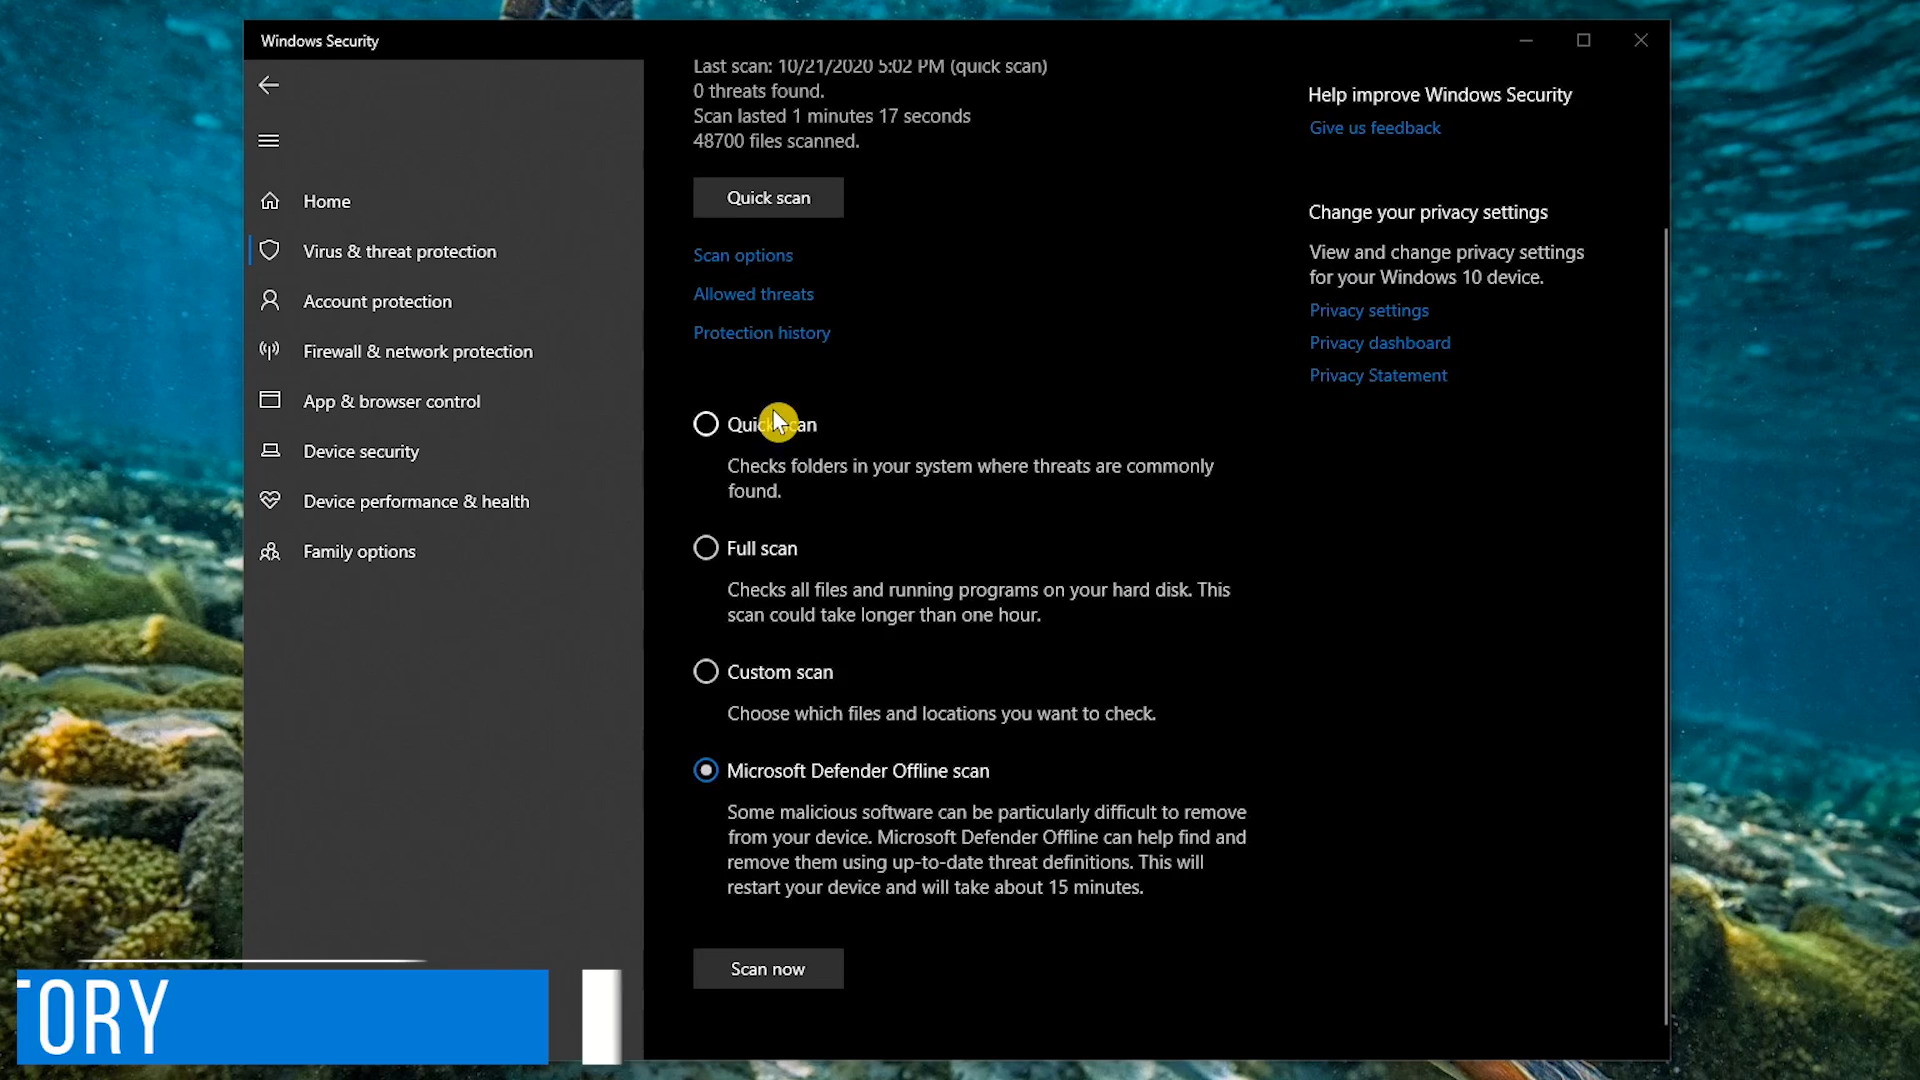 Windows Security
Last scan: 10/21/2020 5:02 PM (quick scan)
0 threats found.
Scan lasted 1 minutes 17 seconds
48700 files scanned.
Quick scan
Scan options
Allowed threats
Protection history
Home
Virus & threat protection
Account protection
Firewall & network protection
App & browser control
Device security
Device performance & health
Family options
Quick scan
Checks folders in your system where threats are commonly
found.
Full scan
Checks all files and running programs on your hard disk. This
scan could take longer than one hour.
Custom scan
Choose which files and locations you want to check.
Microsoft Defender Offline scan
Some malicious software can be particularly difficult to remove
from your device. Microsoft Defender Offline can help find and
remove them using up-to-date threat definitions. This will
restart your device and will take about 15 minutes.
Scan now
Help improve Windows Security
Give us feedback
Change your privacy settings
View and change privacy settings
for your Windows 10 device.
Privacy settings
Privacy dashboard
Privacy Statement
TORY